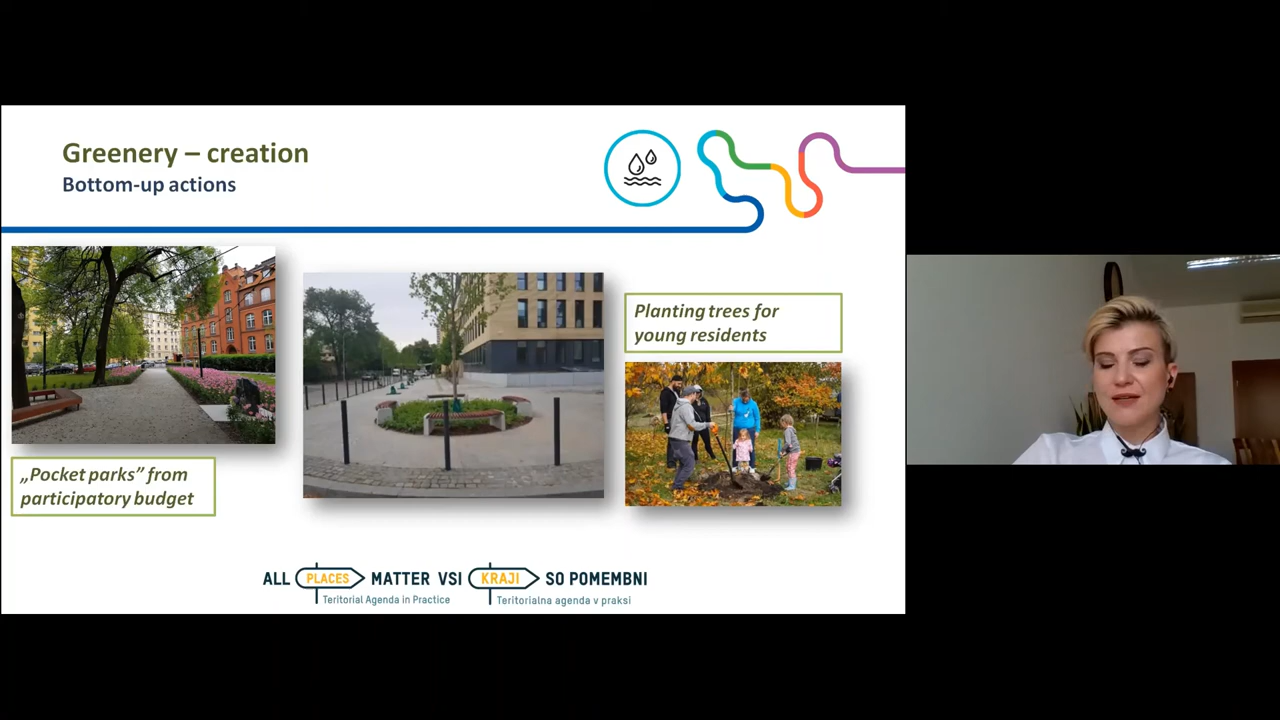 Greenery – creation
Bottom-up actions
Planting trees for
young residents
„Pocket parks” from
participatory budget
ALL PLACES MATTER VSI KRAJI SO POMEMBNI
Teritorial Agenda in Practice Teritorialna agenda v praksi